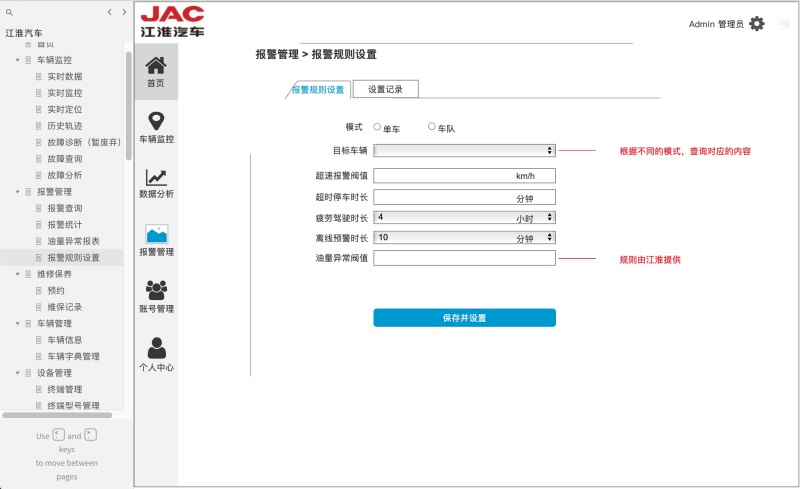 江淮汽车
首页
车辆监控
实时数据
实时监控
实时定位
历史轨迹
故障诊断（暂废弃）
故障查询
故障分析
报警管理
报警查询
报警统计
油量异常报表
报警规则设置
维修保养
预约
维保记录
车辆管理
车辆信息
车辆字典管理
设备管理
终端管理
终端型号管理
Use < , and > . keys
to move between
pages
JAC
江淮汽车
Admin 管理员
首页
车辆监控
数据分析
报警管理
账号管理
个人中心
报警管理 > 报警规则设置
报警规则设置 设置记录
模式 单车 车队
目标车辆 根据不同的模式，查询对应的内容
超速报警阀值 km/h
超时停车时长 分钟
疲劳驾驶时长 4 小时
离线预警时长 10 分钟
油量异常阀值 规则由江淮提供
保存并设置